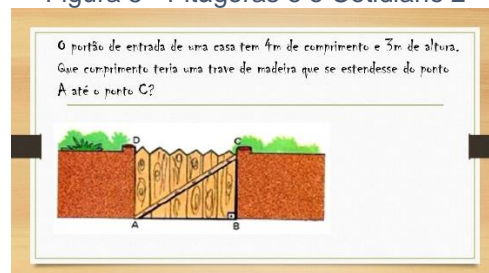 Figura 8 - Pitágoras e o Cotidiano 2
O portão de entrada de uma casa tem 4m de comprimento e 3m de altura.
Que comprimento teria uma trave de madeira que se estendesse do ponto
A até o ponto C?
D
C
A
B